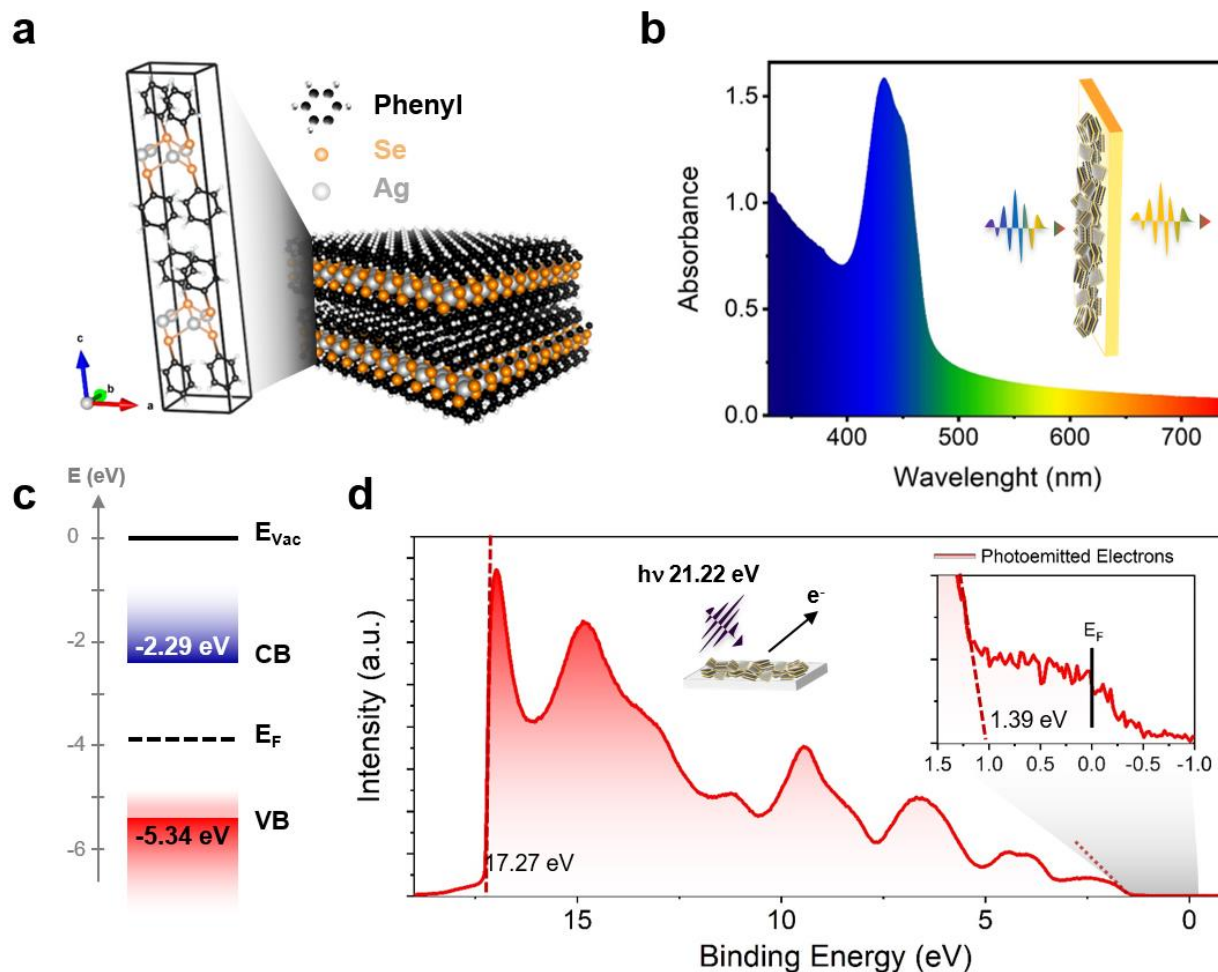 a
Phenyl
Se
Ag
c
b
a
b
Absorbance
1.5
1.0
0.5
0.0
400
500
600
700
Wavelenght (nm)
c
E (eV)
0
-2
-4
-6
E_Vac
-2.29 eV
CB
E_F
VB
-5.34 eV
d
Intensity (a.u.)
hν 21.22 eV
e⁻
17.27 eV
Photoemitted Electrons
E_F
1.39 eV
1.5
1.0
0.5
0.0
-0.5
-1.0
15
10
5
0
Binding Energy (eV)